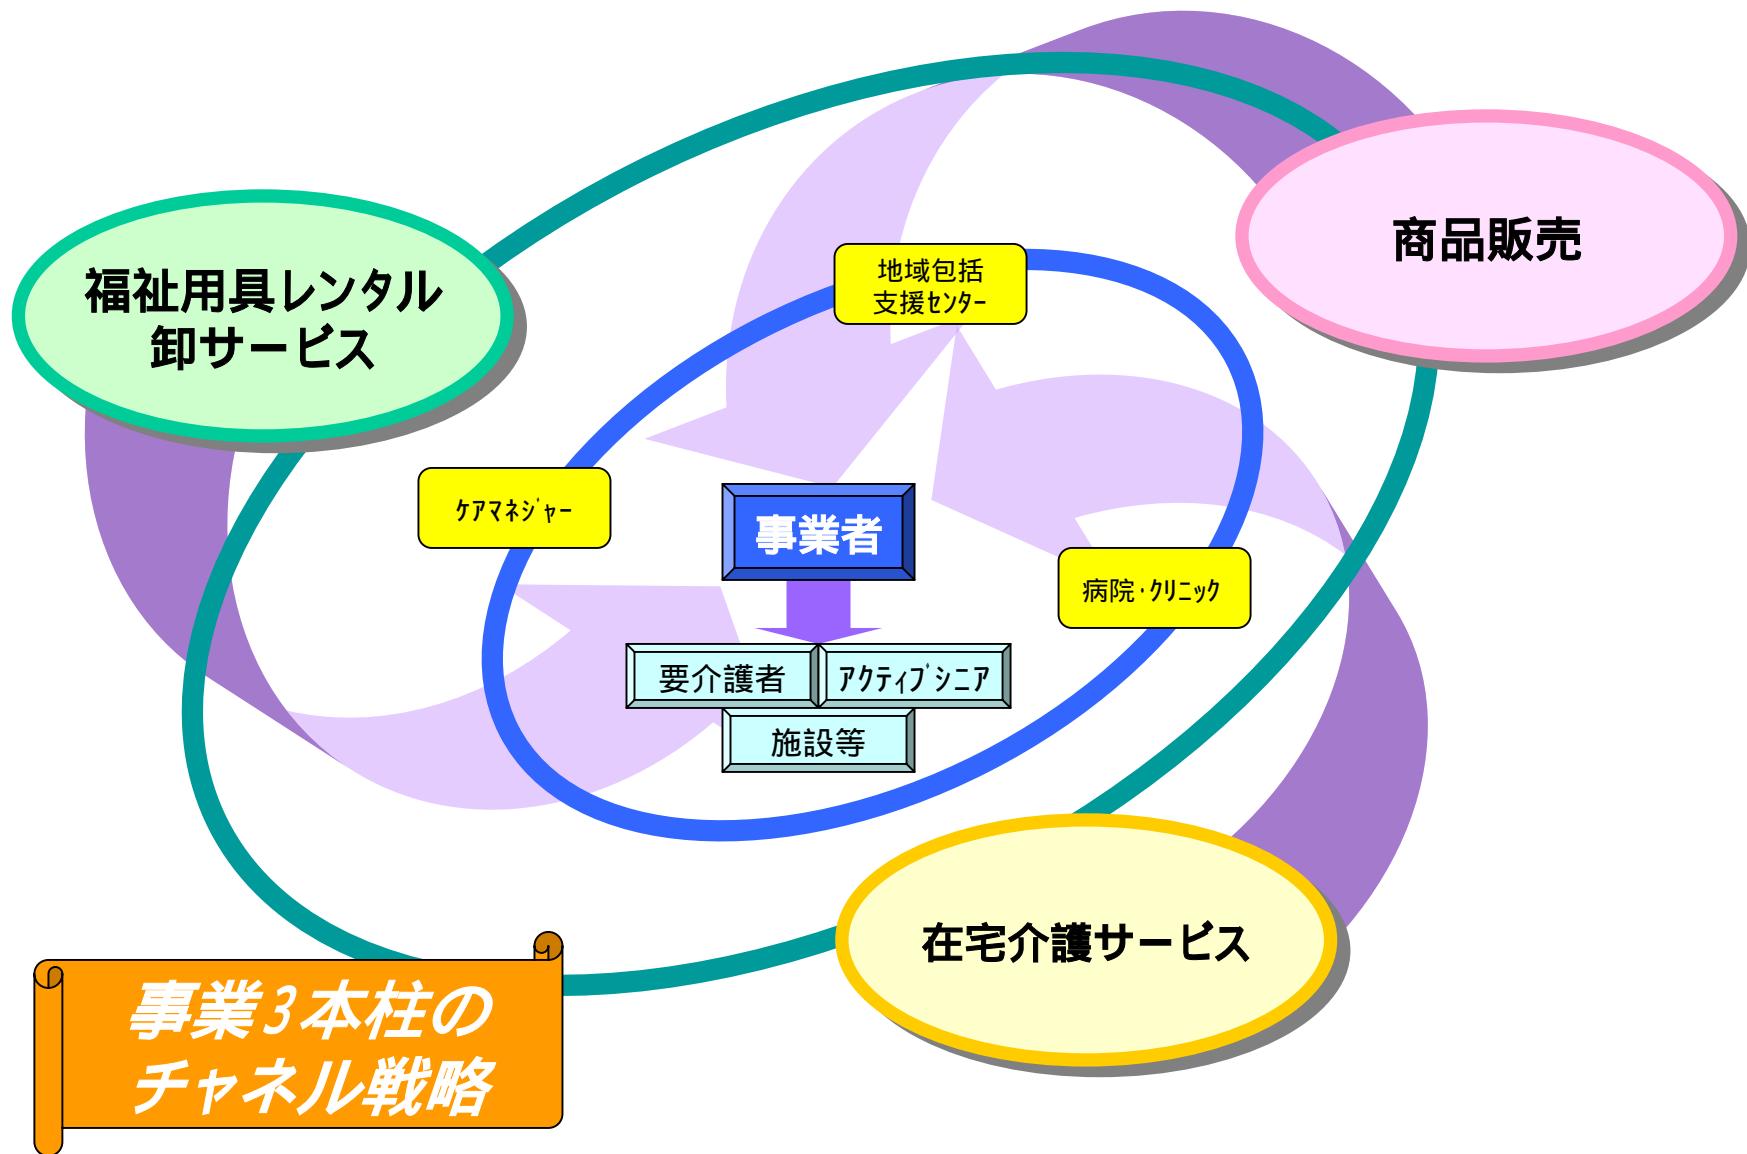 商品販売
福祉用具レンタル
卸サービス
地域包括
支援ｾﾝﾀｰ
ｹｱﾏﾈｼﾞｬｰ
事業者
病院・ｸﾘﾆｯｸ
要介護者
ｱｸﾃｨﾌﾞｼﾆｱ
施設等
在宅介護サービス
事業3本柱の
チャネル戦略